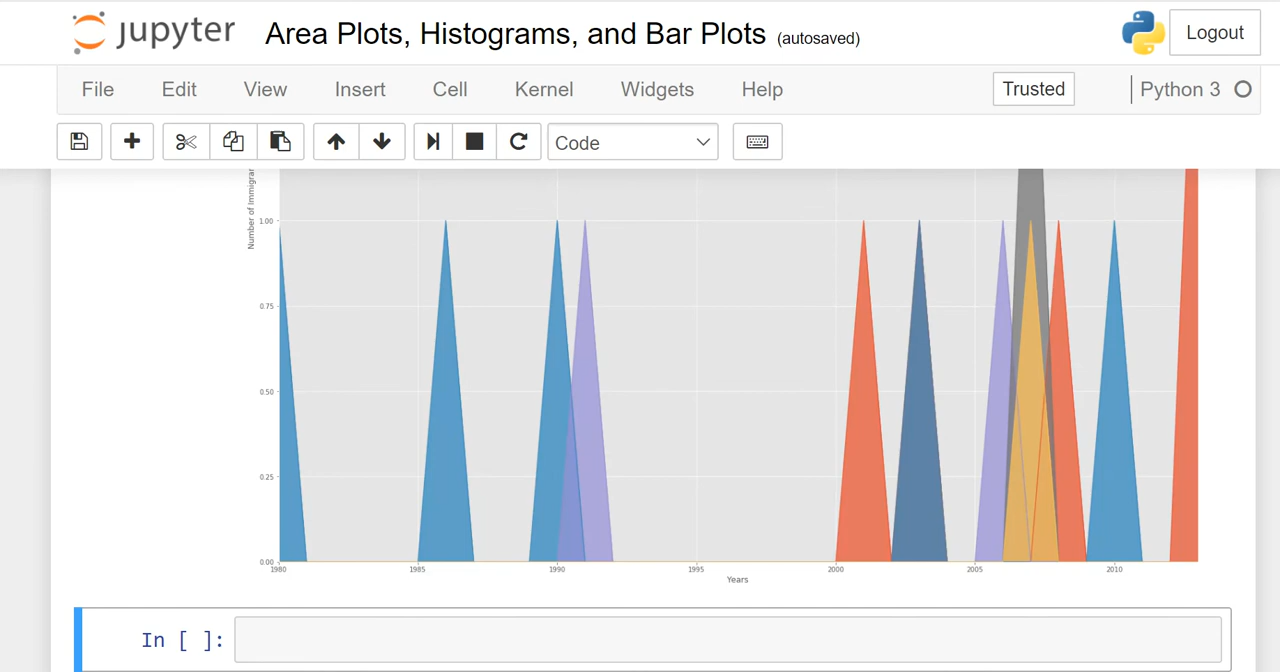 jupyter Area Plots, Histograms, and Bar Plots (autosaved) Logout
File Edit View Insert Cell Kernel Widgets Help Trusted Python 3
Code
Number of
1.00
0.75
0.50
0.25
0.00
1980 1985 1990 1995 2000 2005 2010
Years
In [ ]: